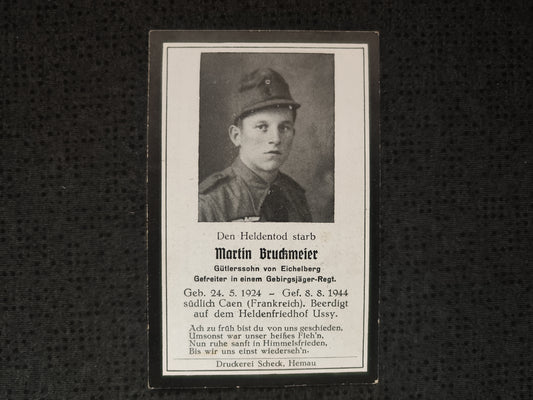 Den Heldentod starb
Martin Bruckmeier
Gütlerssohn von Eichelberg
Gefreiter in einem Gebirgsjäger-Regt.
Geb. 24. 5. 1924 - Gef. 8. 8. 1944
südlich Caen (Frankreich). Beerdigt
auf dem Heldenfriedhof Ussy.
Ach zu früh bist du von uns geschieden,
Umsonst war unser heißes Fleh'n,
Nun ruhe sanft in Himmelsfrieden,
Bis wir uns einst wiederseh'n.
Druckerei Scheck, Hemau